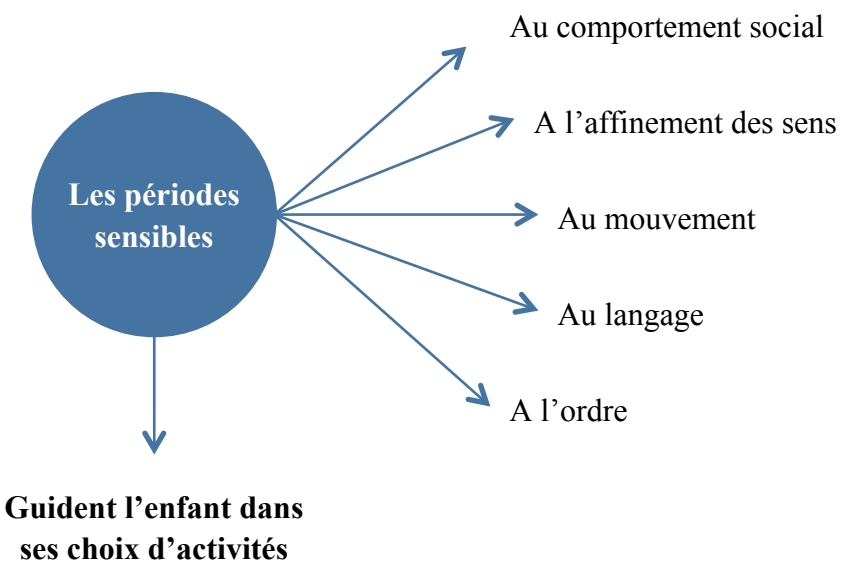 Au comportement social
A l’affinement des sens
Les périodes
sensibles
Au mouvement
Au langage
A l’ordre
Guident l’enfant dans
ses choix d’activités